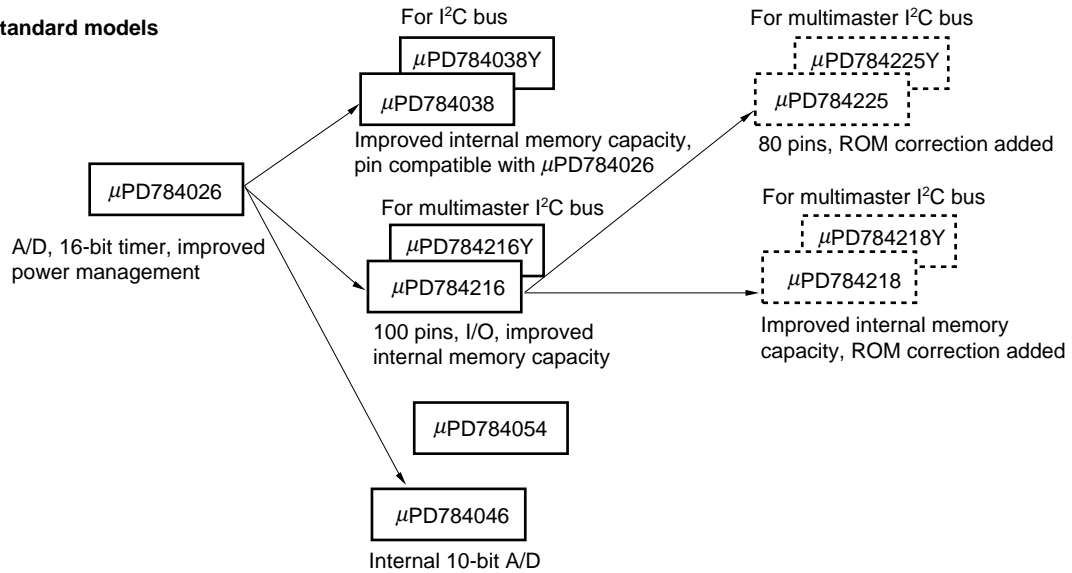 tandard models
For I²C bus
μPD784038Y
μPD784038
Improved internal memory capacity,
pin compatible with μPD784026
For multimaster I²C bus
μPD784225Y
μPD784225
80 pins, ROM correction added
μPD784026
A/D, 16-bit timer, improved
power management
For multimaster I²C bus
μPD784216Y
μPD784216
100 pins, I/O, improved
internal memory capacity
For multimaster I²C bus
μPD784218Y
μPD784218
Improved internal memory
capacity, ROM correction added
μPD784054
μPD784046
Internal 10-bit A/D